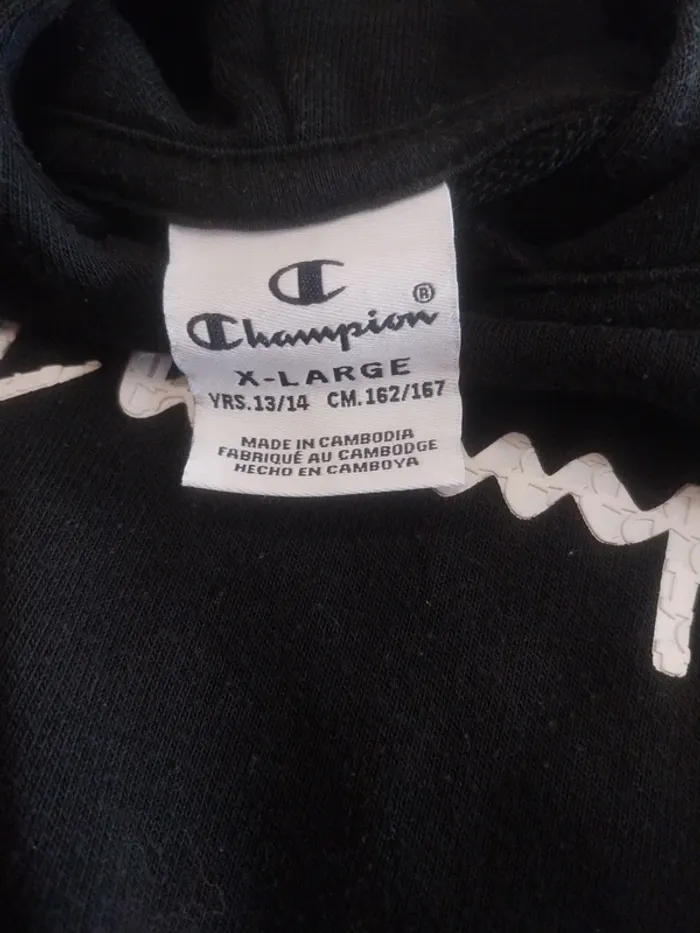 Champion®
X-LARGE
YRS.13/14 CM.162/167
MADE IN CAMBODIA
FABRIQUÉ AU CAMBODGE
HECHO EN CAMBOYA